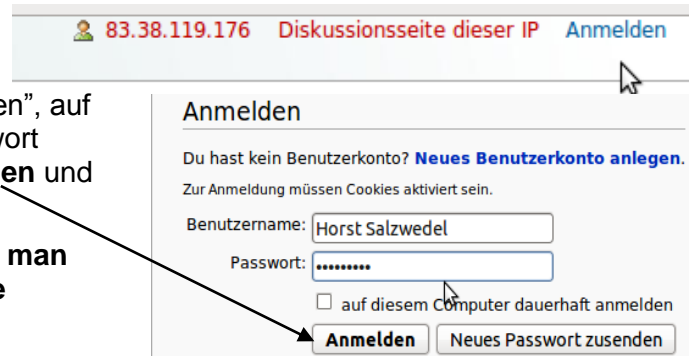 83.38.119.176 Diskussionsseite dieser IP Anmelden
en”, auf
wort
en und
man
e
Anmelden
Du hast kein Benutzerkonto? Neues Benutzerkonto anlegen.
Zur Anmeldung müssen Cookies aktiviert sein.
Benutzername: Horst Salzwedel
Passwort: •••••••••
auf diesem Computer dauerhaft anmelden
Anmelden Neues Passwort zusenden